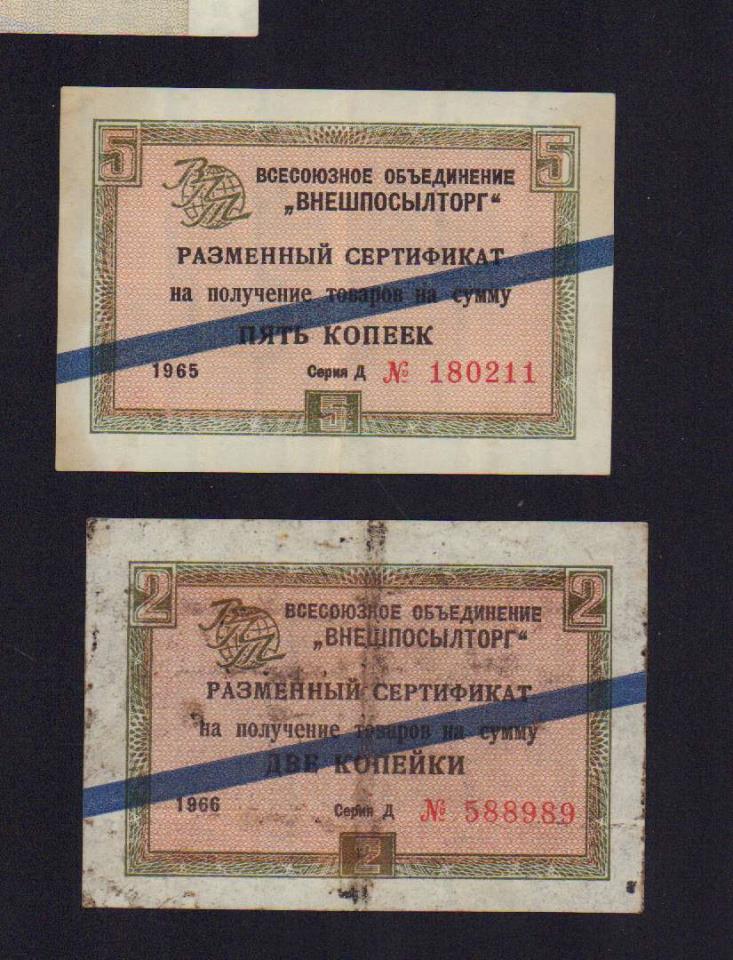 5 5
ВПТ
ВСЕСОЮЗНОЕ ОБЪЕДИНЕНИЕ
„ВНЕШПОСЫЛТОРГ“
РАЗМЕННЫЙ СЕРТИФИКАТ
на получение товаров на сумму
ПЯТЬ КОПЕЕК
1965 Серия Д № 180211
5
2 2
ВПТ
ВСЕСОЮЗНОЕ ОБЪЕДИНЕНИЕ
„ВНЕШПОСЫЛТОРГ“
РАЗМЕННЫЙ СЕРТИФИКАТ
на получение товаров на сумму
ДВЕ КОПЕЙКИ
1966 Серия Д № 588989
2